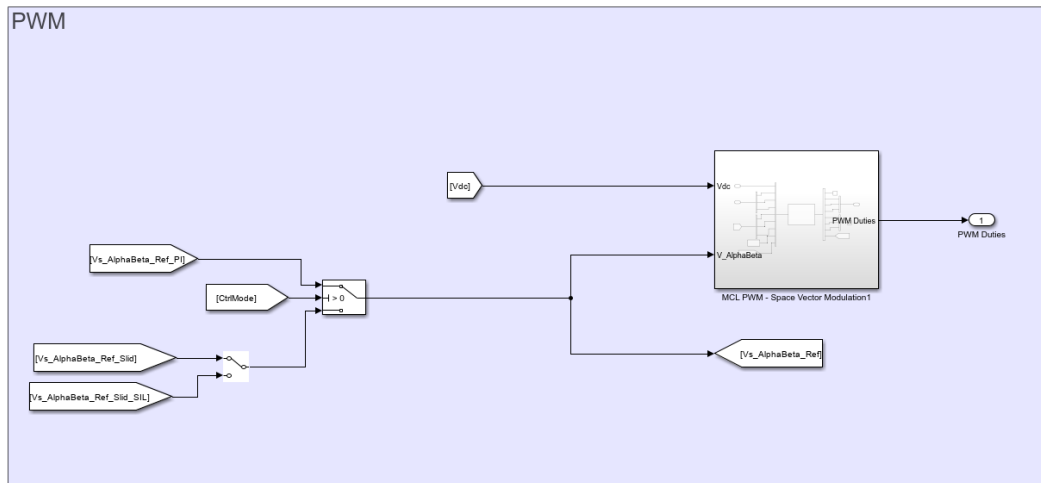 PWM
[Vdc]
Vdc
PWM Duties
1
PWM Duties
[Vs_AlphaBeta_Ref_PI]
V_AlphaBeta
[CtrlMode]
> 0
MCL PWM - Space Vector Modulation1
[Vs_AlphaBeta_Ref_Slid]
[Vs_AlphaBeta_Ref]
[Vs_AlphaBeta_Ref_Slid_SIL]